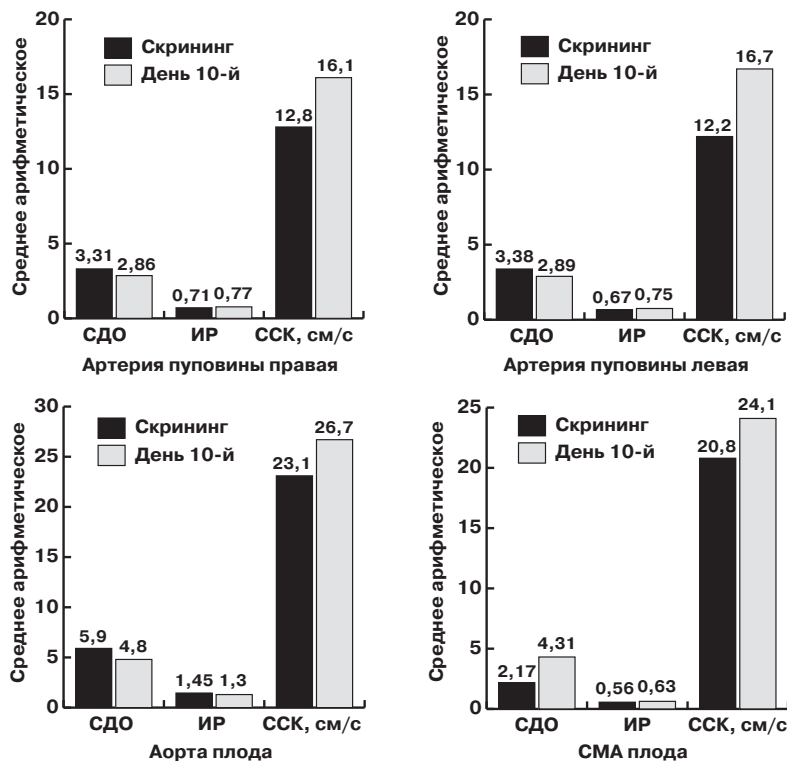 Среднее арифметическое
20
15
10
5
0
Скрининг
День 10-й
3,31
2,86
0,71
0,77
12,8
16,1
СДО ИР ССК, см/с
Артерия пуповины правая
Среднее арифметическое
20
15
10
5
0
Скрининг
День 10-й
3,38
2,89
0,67
0,75
12,2
16,7
СДО ИР ССК, см/с
Артерия пуповины левая
Среднее арифметическое
30
25
20
15
10
5
0
Скрининг
День 10-й
5,9
4,8
1,45
1,3
23,1
26,7
СДО ИР ССК, см/с
Аорта плода
Среднее арифметическое
25
20
15
10
5
0
Скрининг
День 10-й
2,17
4,31
0,56
0,63
20,8
24,1
СДО ИР ССК, см/с
СМА плода